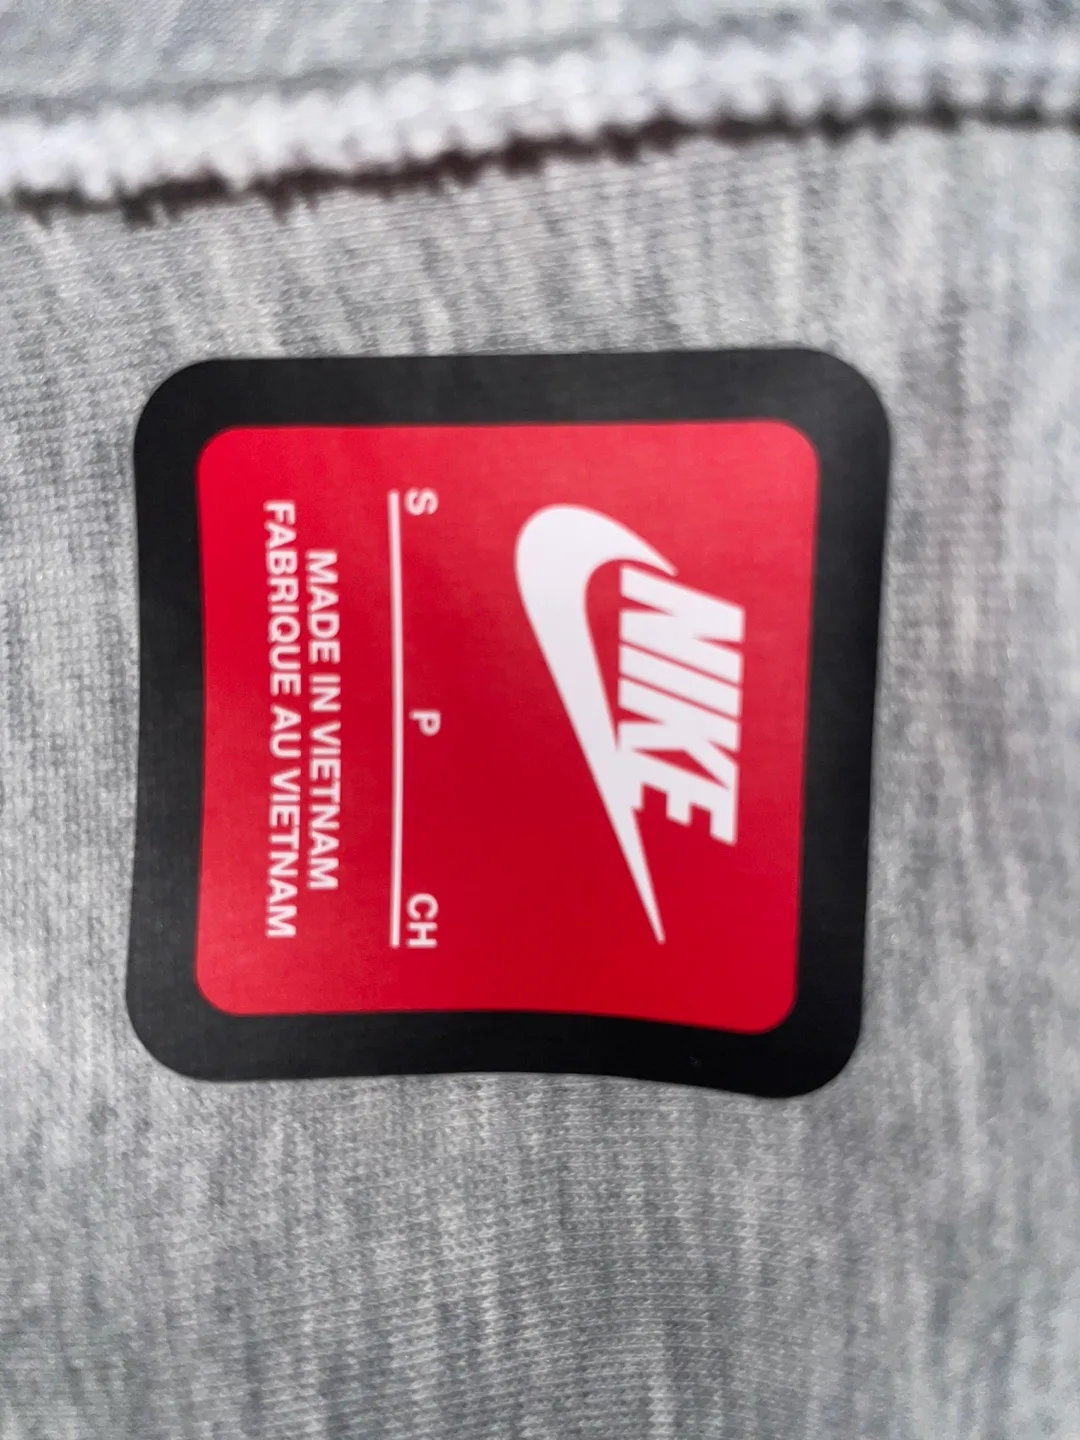 NIKE
S P CH
MADE IN VIETNAM
FABRIQUE AU VIETNAM